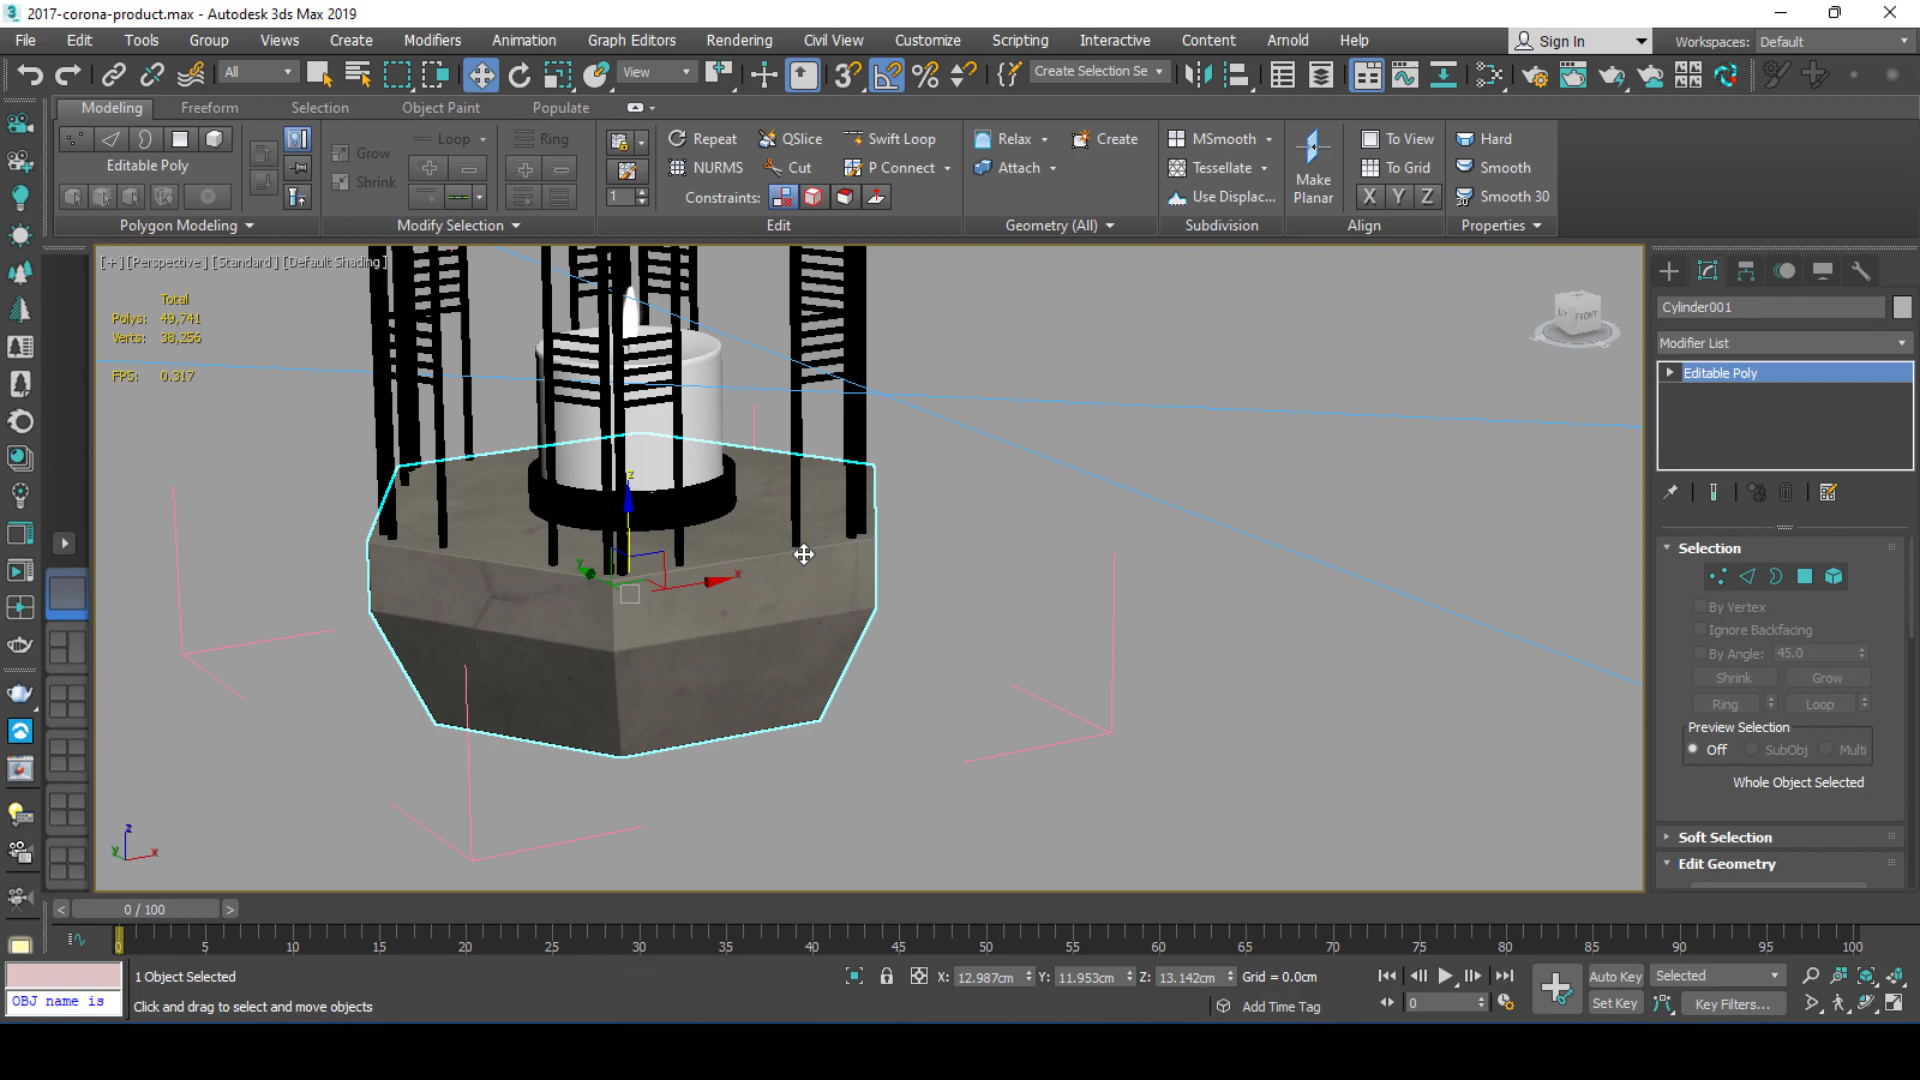 2017-corona-product.max - Autodesk 3ds Max 2019
File Edit Tools Group Views Create Modifiers Animation Graph Editors Rendering Civil View Customize Scripting Interactive Content Arnold Help Sign In Workspaces: Default
All View Create Selection Se
Modeling Freeform Selection Object Paint Populate
Editable Poly
Grow
Shrink
Loop
Ring
1
Repeat QSlice Swift Loop
NURMS Cut P Connect
Constraints:
Relax Create
Attach
MSmooth
Tessellate
Use Displac...
Make Planar
To View
To Grid
X Y Z
Hard
Smooth
Smooth 30
Polygon Modeling Modify Selection Edit Geometry (All) Subdivision Align Properties
[+] [Perspective] [Standard] [Default Shading]
Total
Polys: 49,741
Verts: 38,256
FPS: 0.317
FRONT
z
y
x
z
y
x
Cylinder001
Modifier List
Editable Poly
Selection
By Vertex
Ignore Backfacing
By Angle: 45.0
Shrink Grow
Ring Loop
Preview Selection
Off SubObj Multi
Whole Object Selected
Soft Selection
Edit Geometry
< 0 / 100 >
0 5 10 15 20 25 30 35 40 45 50 55 60 65 70 75 80 85 90 95 100
OBJ name is
1 Object Selected
Click and drag to select and move objects
X: 12.987cm Y: 11.953cm Z: 13.142cm Grid = 0.0cm
Add Time Tag
0
Auto Key Selected
Set Key Key Filters...